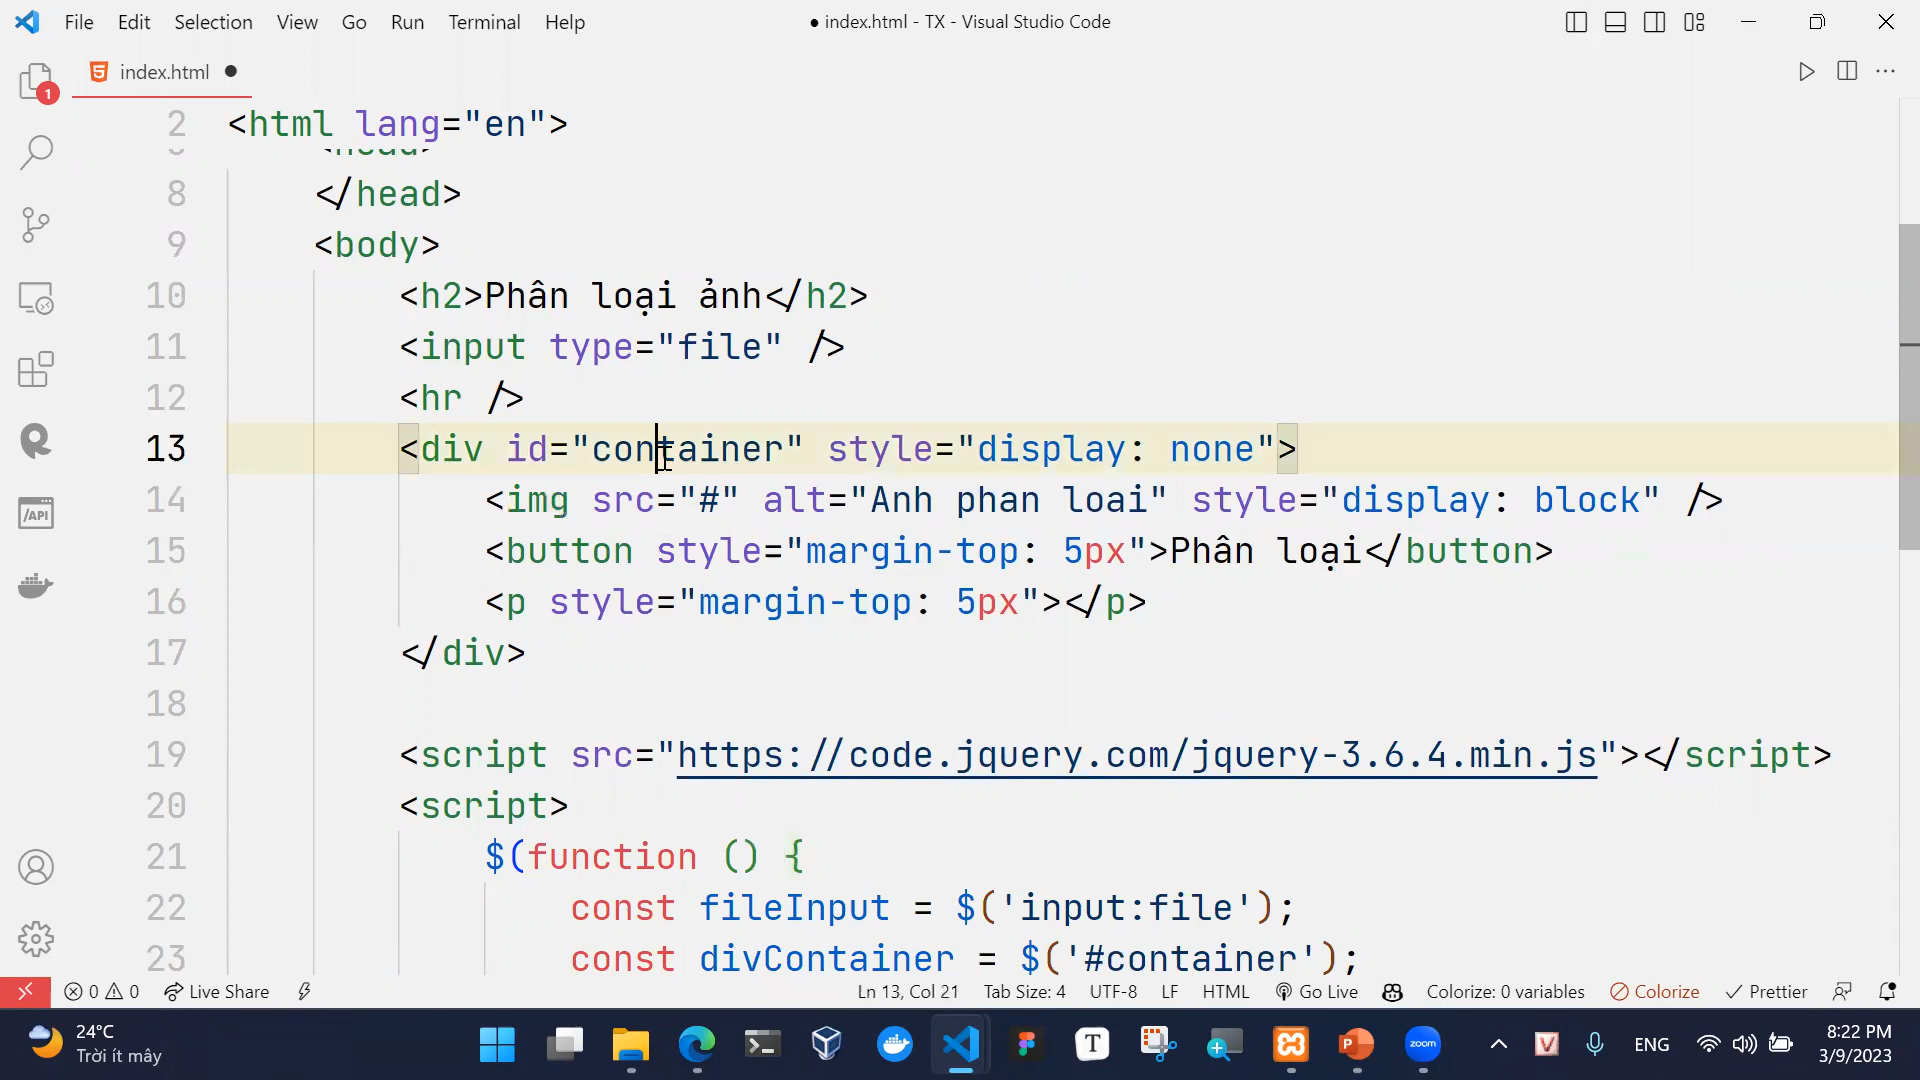 File Edit Selection View Go Run Terminal Help
● index.html - TX - Visual Studio Code
index.html ●
1
2 <html lang="en">
<head>
8 </head>
9 <body>
10 <h2>Phân loại ảnh</h2>
11 <input type="file" />
12 <hr />
13 <div id="container" style="display: none">
14 <img src="#" alt="Anh phan loai" style="display: block" />
15 <button style="margin-top: 5px">Phân loại</button>
16 <p style="margin-top: 5px"></p>
17 </div>
18
19 <script src="https://code.jquery.com/jquery-3.6.4.min.js"></script>
20 <script>
21 $(function () {
22 const fileInput = $('input:file');
23 const divContainer = $('#container');
/API
0 0 Live Share Ln 13, Col 21 Tab Size: 4 UTF-8 LF HTML Go Live Colorize: 0 variables Colorize Prettier
24°C
Trời ít mây
T
zoom
V
ENG
8:22 PM
3/9/2023